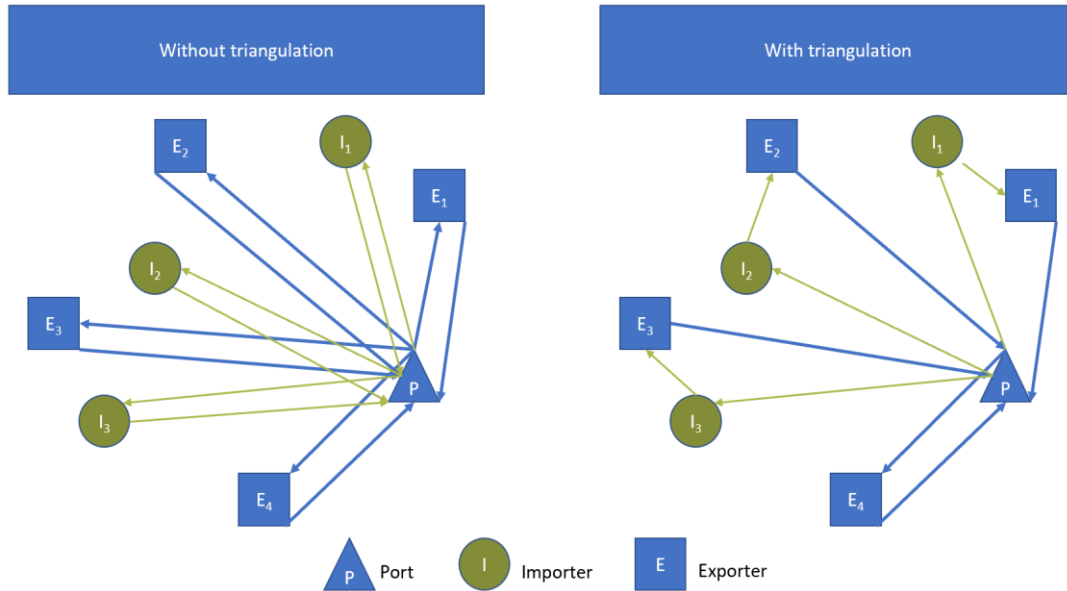 Without triangulation
With triangulation
E₂
I₁
E₁
I₂
E₃
P
I₃
E₄
E₂
I₁
E₁
I₂
E₃
P
I₃
E₄
P Port
I Importer
E Exporter